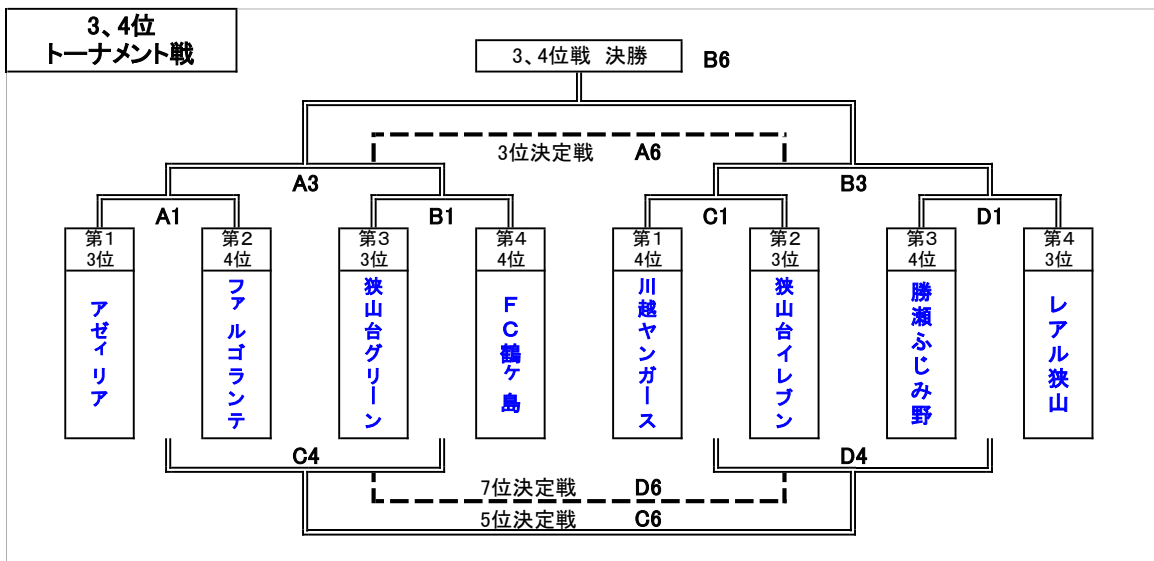 3、4位
トーナメント戦
3、4位戦 決勝
B6
3位決定戦 A6
A3
B3
A1
B1
C1
D1
第1
3位
アゼィリア
第2
4位
ファルゴランテ
第3
3位
狭山台グリーン
第4
4位
FC鶴ヶ島
第1
4位
川越ヤンガース
第2
3位
狭山台イレブン
第3
4位
勝瀬ふじみ野
第4
3位
レアル狭山
C4
D4
7位決定戦 D6
5位決定戦 C6